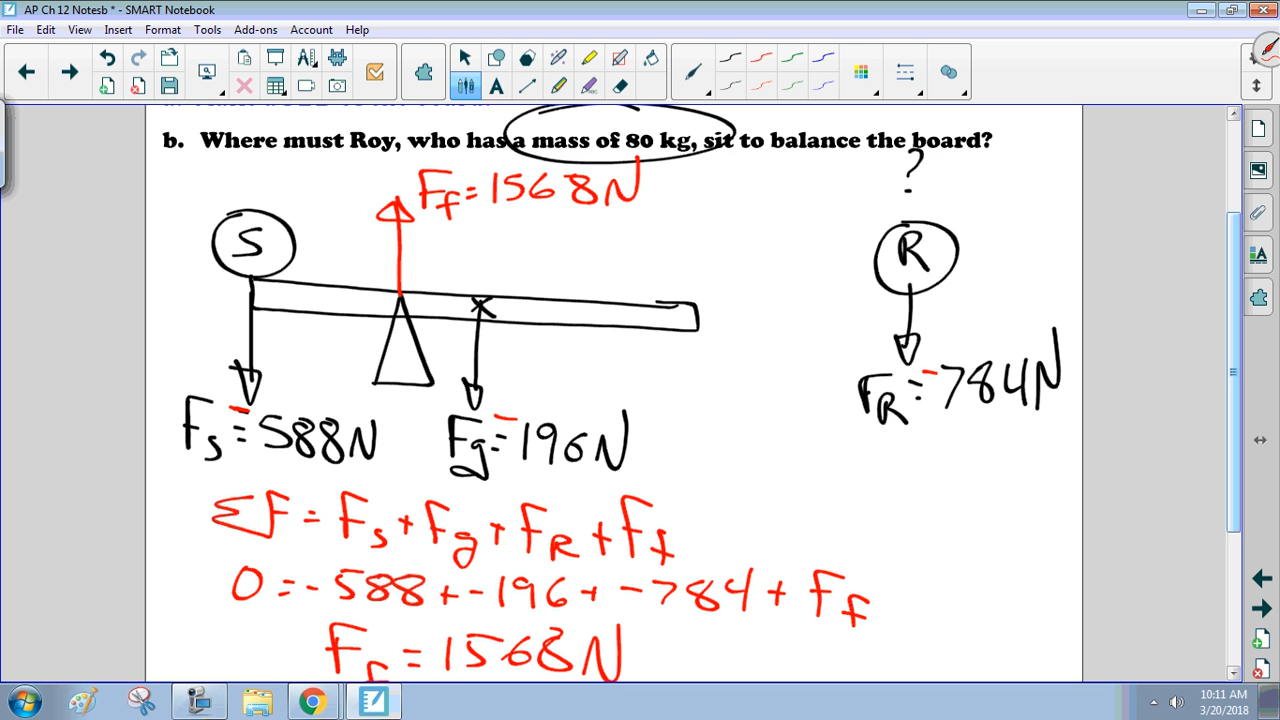 AP Ch 12 Notesb * - SMART Notebook
File Edit View Insert Format Tools Add-ons Account Help
b. Where must Roy, who has a mass of 80 kg, sit to balance the board?
?
Ff = 1568N
S
R
FR = -784N
Fs = -588N
Fg = -196N
ΣF = Fs + Fg + FR + Ff
0 = -588 + -196 + -784 + Ff
Ff = 1568N
10:11 AM
3/20/2018